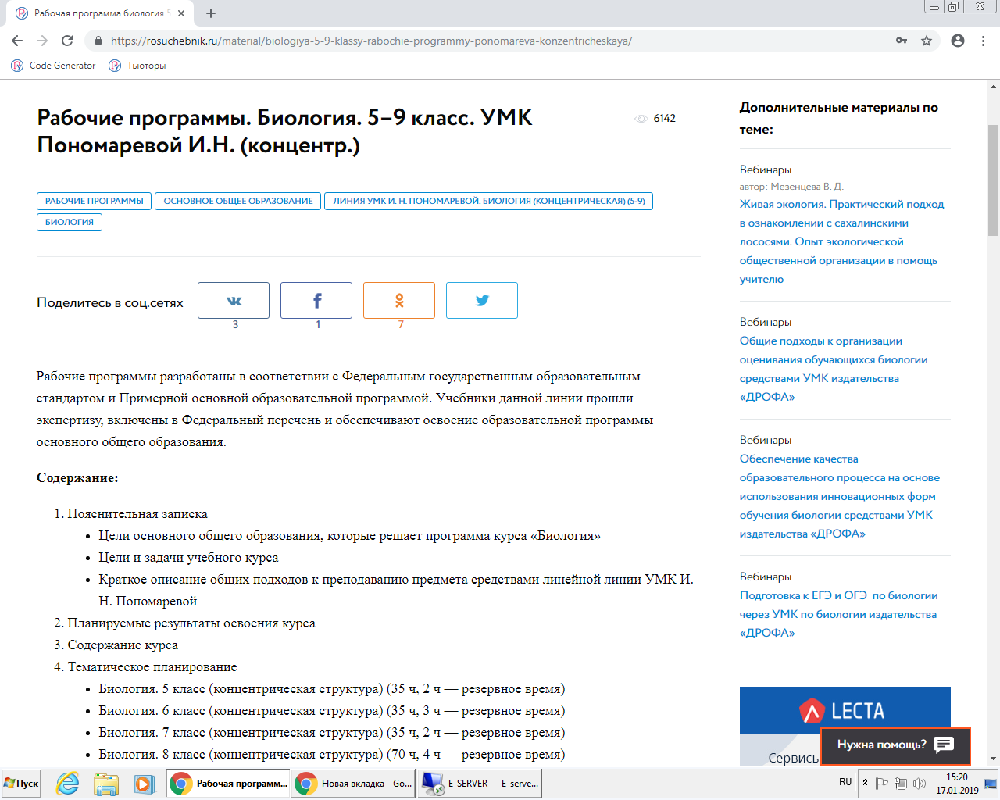 Рабочая программа биология 5
https://rosuchebnik.ru/material/biologiya-5-9-klassy-rabochie-programmy-ponomareva-konzentricheskaya/
Code Generator
Тьюторы
Рабочие программы. Биология. 5–9 класс. УМК
Пономаревой И.Н. (концентр.)
6142
РАБОЧИЕ ПРОГРАММЫ
ОСНОВНОЕ ОБЩЕЕ ОБРАЗОВАНИЕ
ЛИНИЯ УМК И. Н. ПОНОМАРЕВОЙ. БИОЛОГИЯ (КОНЦЕНТРИЧЕСКАЯ) (5-9)
БИОЛОГИЯ
Поделитесь в соц.сетях
3
1
7
Рабочие программы разработаны в соответствии с Федеральным государственным образовательным
стандартом и Примерной основной образовательной программой. Учебники данной линии прошли
экспертизу, включены в Федеральный перечень и обеспечивают освоение образовательной программы
основного общего образования.
Содержание:
1. Пояснительная записка
• Цели основного общего образования, которые решает программа курса «Биология»
• Цели и задачи учебного курса
• Краткое описание общих подходов к преподаванию предмета средствами линейной линии УМК И.
Н. Пономаревой
2. Планируемые результаты освоения курса
3. Содержание курса
4. Тематическое планирование
• Биология. 5 класс (концентрическая структура) (35 ч, 2 ч — резервное время)
• Биология. 6 класс (концентрическая структура) (35 ч, 3 ч — резервное время)
• Биология. 7 класс (концентрическая структура) (35 ч, 2 ч — резервное время)
• Биология. 8 класс (концентрическая структура) (70 ч, 4 ч — резервное время)
Дополнительные материалы по
теме:
Вебинары
автор: Мезенцева В. Д.
Живая экология. Практический подход
в ознакомлении с сахалинскими
лососями. Опыт экологической
общественной организации в помощь
учителю
Вебинары
Общие подходы к организации
оценивания обучающихся биологии
средствами УМК издательства
«ДРОФА»
Вебинары
Обеспечение качества
образовательного процесса на основе
использования инновационных форм
обучения биологии средствами УМК
издательства «ДРОФА»
Вебинары
Подготовка к ЕГЭ и ОГЭ по биологии
через УМК по биологии издательства
«ДРОФА»
LECTA
Сервисы
Нужна помощь?
Пуск
Рабочая программ...
Новая вкладка - Go...
E-SERVER — E-serve...
RU
15:20
17.01.2019